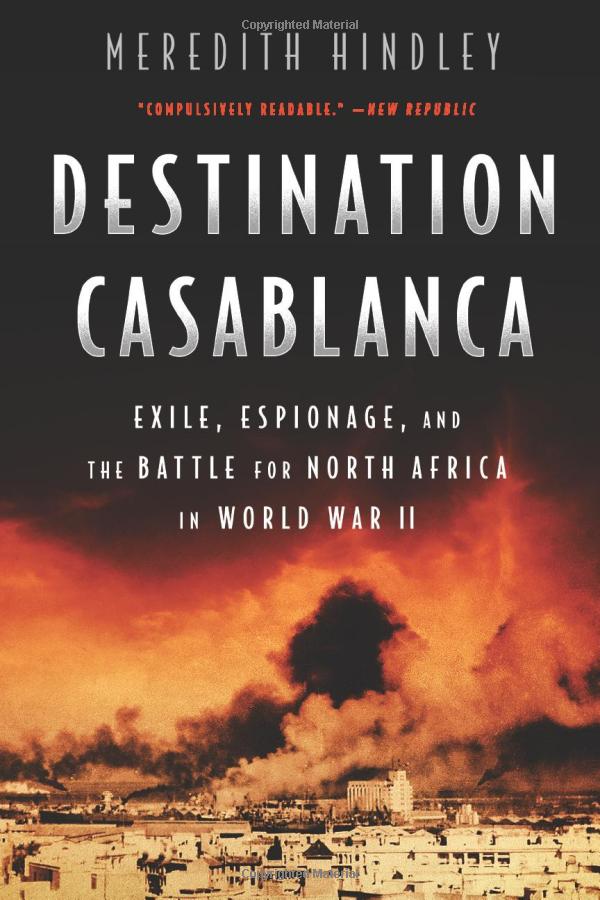 Copyrighted Material
MEREDITH HINDLEY
"COMPULSIVELY READABLE." —NEW REPUBLIC
DESTINATION
CASABLANCA
EXILE, ESPIONAGE, AND
THE BATTLE FOR NORTH AFRICA
IN WORLD WAR II
Copyrighted Material